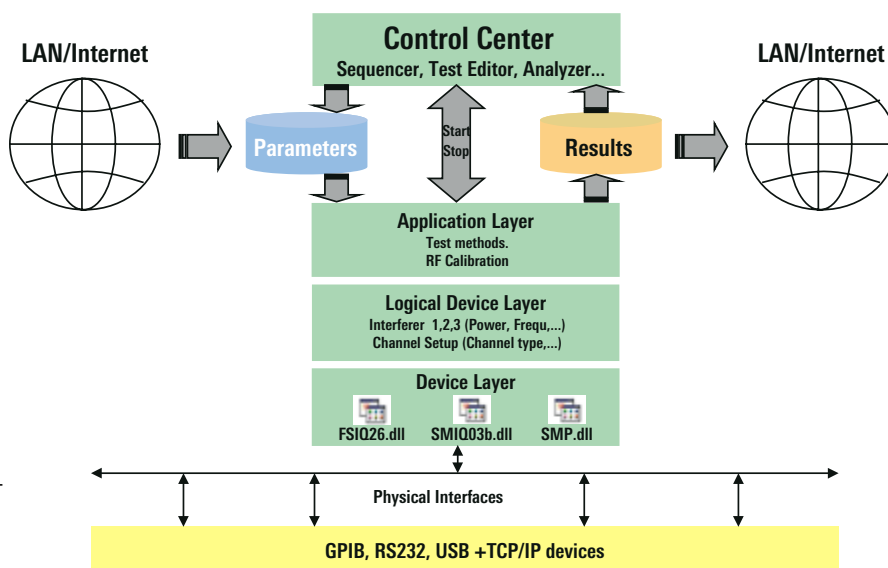 LAN/Internet
Control Center
Sequencer, Test Editor, Analyzer...
LAN/Internet
Parameters
Start
Stop
Results
Application Layer
Test methods.
RF Calibration
Logical Device Layer
Interferer 1,2,3 (Power, Frequ,...)
Channel Setup (Channel type,...)
Device Layer
FSIQ26.dll
SMIQ03b.dll
SMP.dll
Physical Interfaces
GPIB, RS232, USB +TCP/IP devices